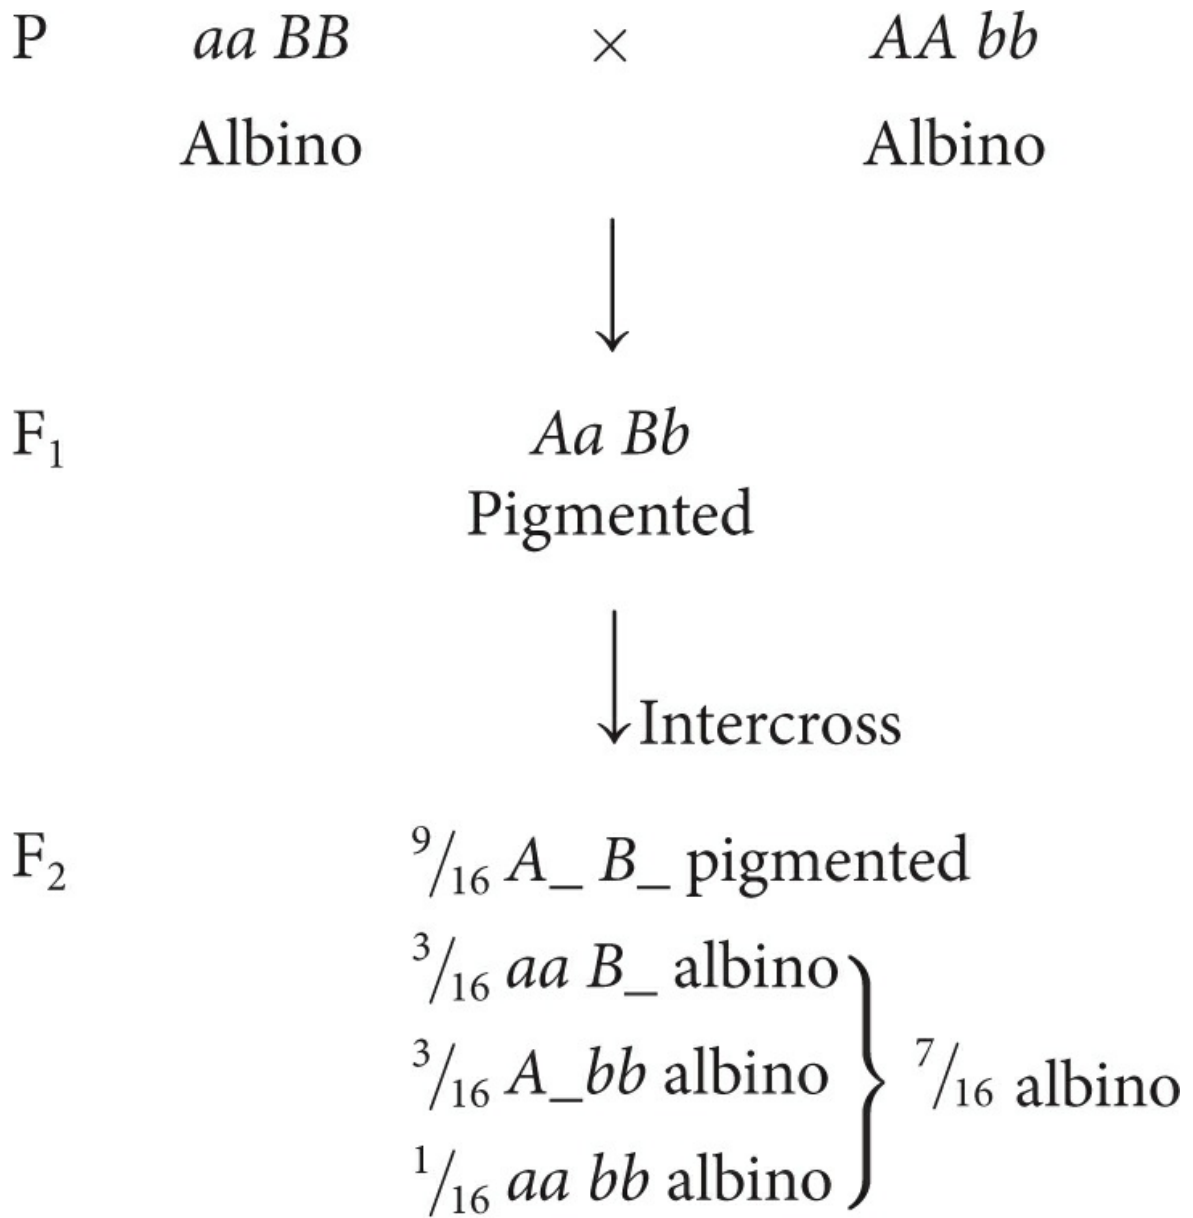 P aa BB × AA bb
Albino Albino
F₁ Aa Bb
Pigmented
Intercross
F₂ ⁹/₁₆ A_ B_ pigmented
³/₁₆ aa B_ albino
³/₁₆ A_bb albino
⁷/₁₆ albino
¹/₁₆ aa bb albino